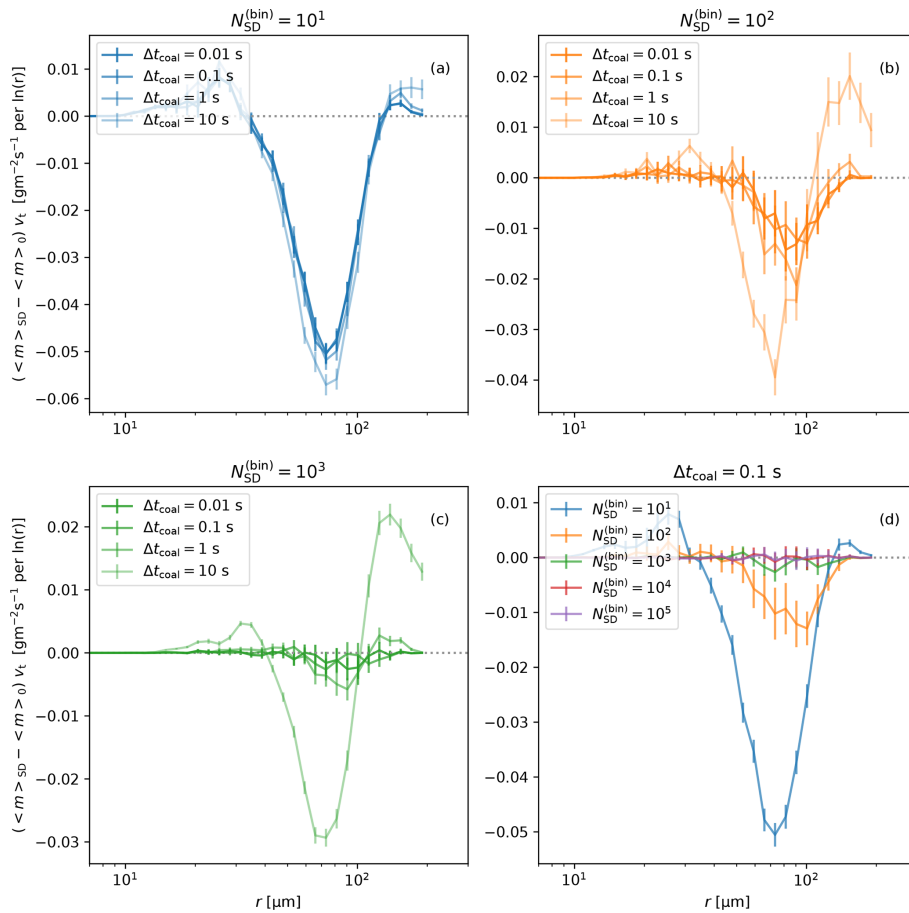 N_SD^(bin) = 10^1
Δt_coal = 0.01 s
Δt_coal = 0.1 s
Δt_coal = 1 s
Δt_coal = 10 s
(a)
0.01
0.00
−0.01
−0.02
−0.03
−0.04
−0.05
−0.06
10^1
10^2
(<m>_SD − <m>_0) v_t [gm^−2 s^−1 per ln(r)]
N_SD^(bin) = 10^2
Δt_coal = 0.01 s
Δt_coal = 0.1 s
Δt_coal = 1 s
Δt_coal = 10 s
(b)
0.02
0.01
0.00
−0.01
−0.02
−0.03
−0.04
10^1
10^2
N_SD^(bin) = 10^3
Δt_coal = 0.01 s
Δt_coal = 0.1 s
Δt_coal = 1 s
Δt_coal = 10 s
(c)
0.02
0.01
0.00
−0.01
−0.02
−0.03
10^1
10^2
r [μm]
(<m>_SD − <m>_0) v_t [gm^−2 s^−1 per ln(r)]
Δt_coal = 0.1 s
N_SD^(bin) = 10^1
N_SD^(bin) = 10^2
N_SD^(bin) = 10^3
N_SD^(bin) = 10^4
N_SD^(bin) = 10^5
(d)
0.01
0.00
−0.01
−0.02
−0.03
−0.04
−0.05
10^1
10^2
r [μm]